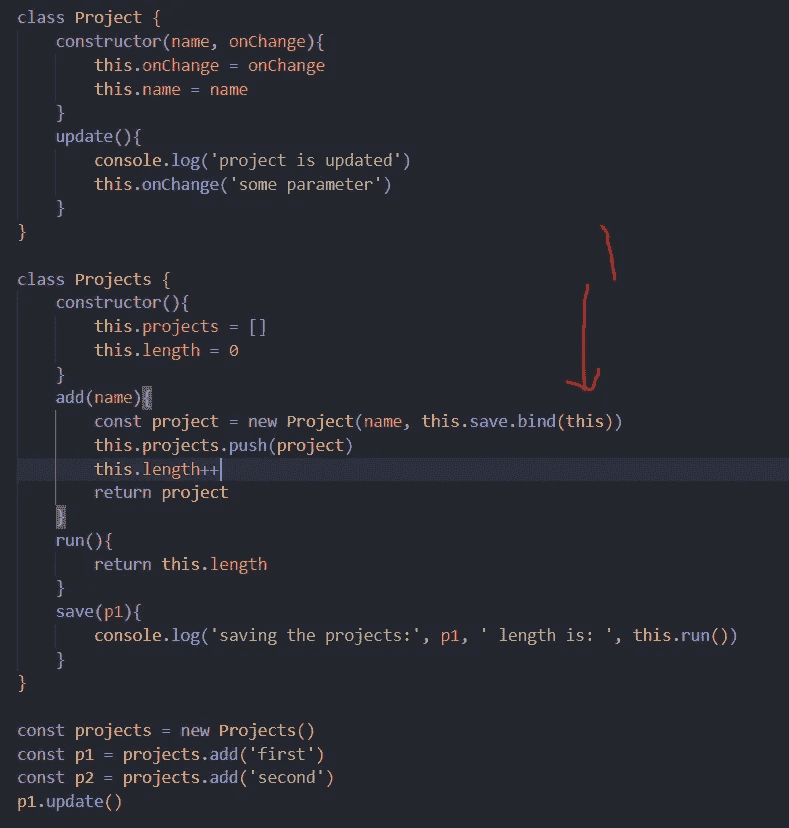 class Project {
    constructor(name, onChange){
        this.onChange = onChange
        this.name = name
    }
    update(){
        console.log('project is updated')
        this.onChange('some parameter')
    }
}

class Projects {
    constructor(){
        this.projects = []
        this.length = 0
    }
    add(name){
        const project = new Project(name, this.save.bind(this))
        this.projects.push(project)
        this.length++
        return project
    }
    run(){
        return this.length
    }
    save(p1){
        console.log('saving the projects:', p1, ' length is: ', this.run())
    }
}

const projects = new Projects()
const p1 = projects.add('first')
const p2 = projects.add('second')
p1.update()